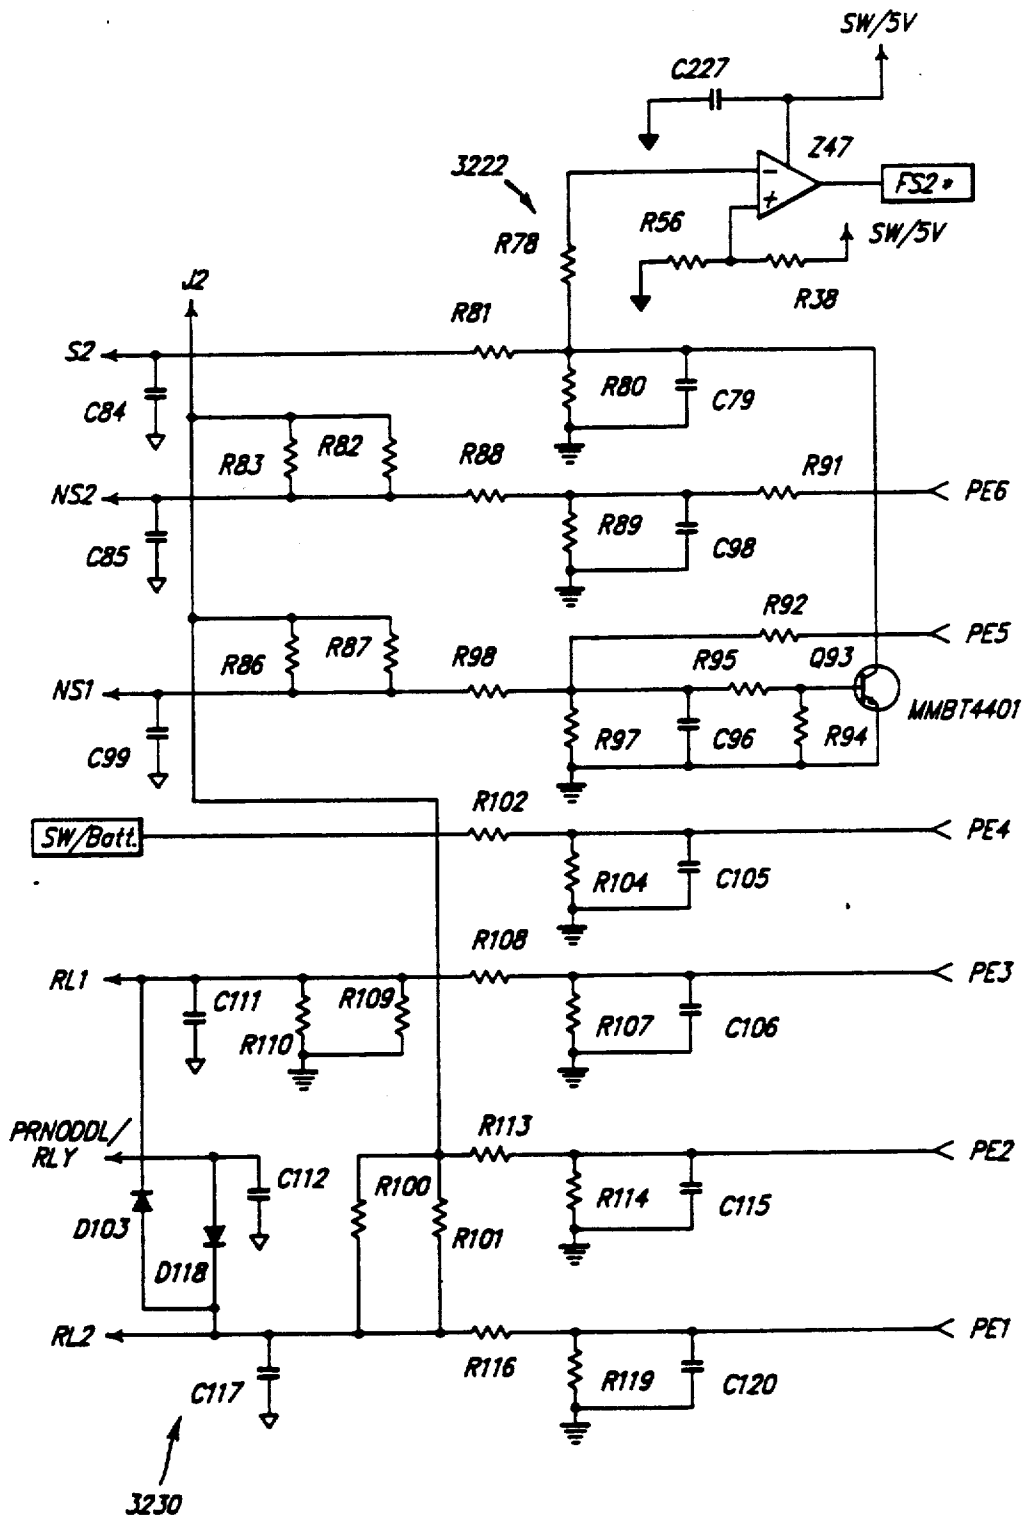 SW/5V
C227
Z47
3222
FS2*
R56
SW/5V
R78
J2
R38
R81
S2
R80
C79
C84
R83
R82
R88
R91
NS2
PE6
R89
C98
C85
R92
PE5
R86
R87
R98
R95
Q93
NS1
MMBT4401
R97
C96
R94
C99
R102
SW/Batt.
PE4
R104
C105
R108
RL1
PE3
C111
R109
R110
R107
C106
PRNODDL/
RLY
R113
PE2
C112
R100
R114
C115
D103
R101
D118
RL2
PE1
R116
R119
C120
C117
3230